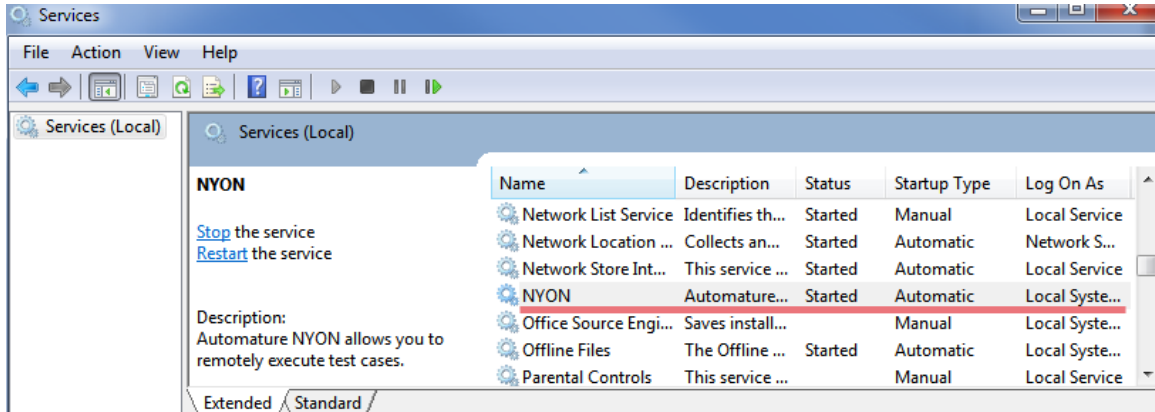 Services
File Action View Help
Services (Local)
Services (Local)
NYON
Stop the service
Restart the service
Description:
Automature NYON allows you to
remotely execute test cases.
Name Description Status Startup Type Log On As
Network List Service Identifies th... Started Manual Local Service
Network Location ... Collects an... Started Automatic Network S...
Network Store Int... This service ... Started Automatic Local Service
NYON Automature... Started Automatic Local Syste...
Office Source Engi... Saves install... Manual Local Syste...
Offline Files The Offline ... Started Automatic Local Syste...
Parental Controls This service ... Manual Local Service
Extended Standard